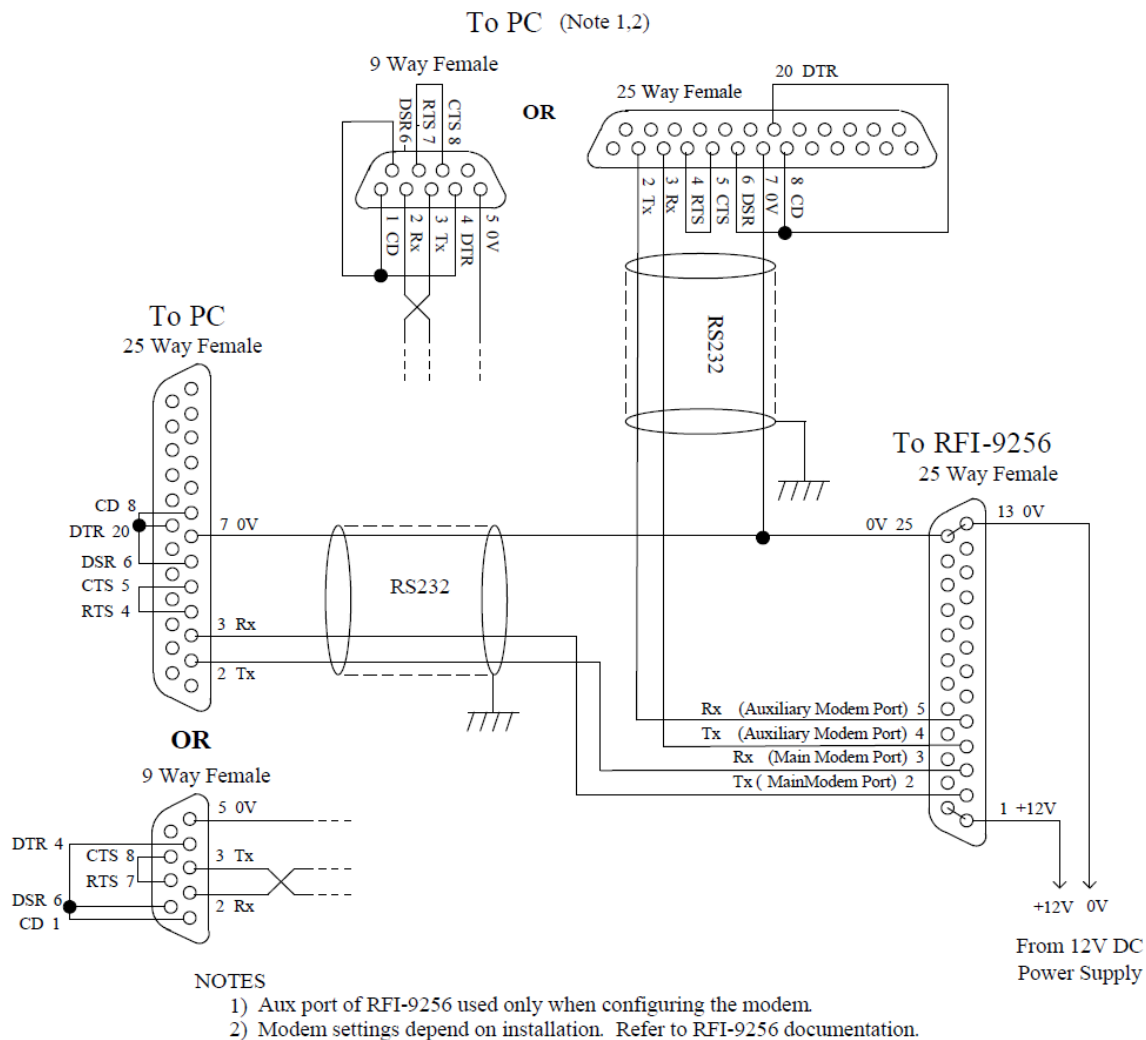 To PC (Note 1,2)
9 Way Female
DSR 6
RTS 7
CTS 8
1 CD
2 Rx
3 Tx
4 DTR
5 0V
OR
25 Way Female
20 DTR
2 Tx
3 Rx
4 RTS
5 CTS
6 DSR
7 0V
8 CD
RS232
To PC
25 Way Female
CD 8
DTR 20
DSR 6
CTS 5
RTS 4
7 0V
3 Rx
2 Tx
RS232
To RFI-9256
25 Way Female
0V 25
13 0V
Rx (Auxiliary Modem Port) 5
Tx (Auxiliary Modem Port) 4
Rx (Main Modem Port) 3
Tx ( MainModem Port) 2
1 +12V
+12V 0V
From 12V DC
Power Supply
OR
9 Way Female
5 0V
DTR 4
CTS 8
3 Tx
RTS 7
DSR 6
2 Rx
CD 1
NOTES
1) Aux port of RFI-9256 used only when configuring the modem.
2) Modem settings depend on installation. Refer to RFI-9256 documentation.